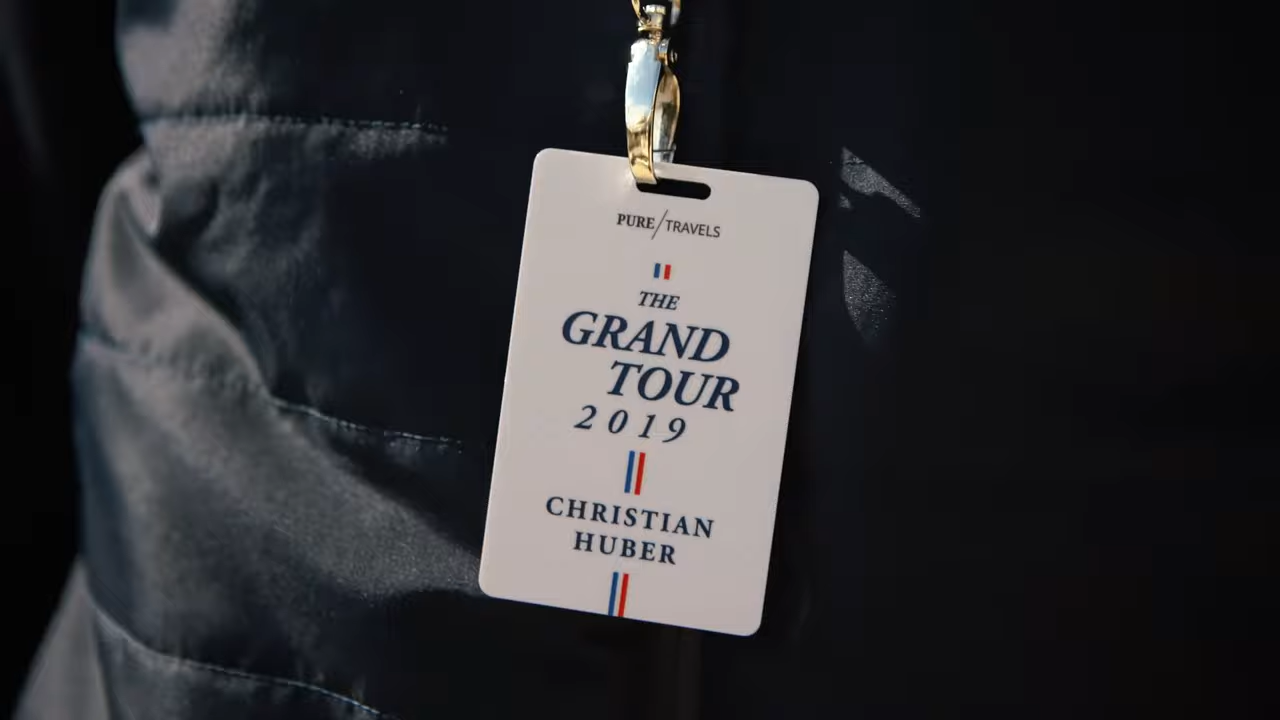 PURE/TRAVELS
THE
GRAND
TOUR
2019
CHRISTIAN
HUBER